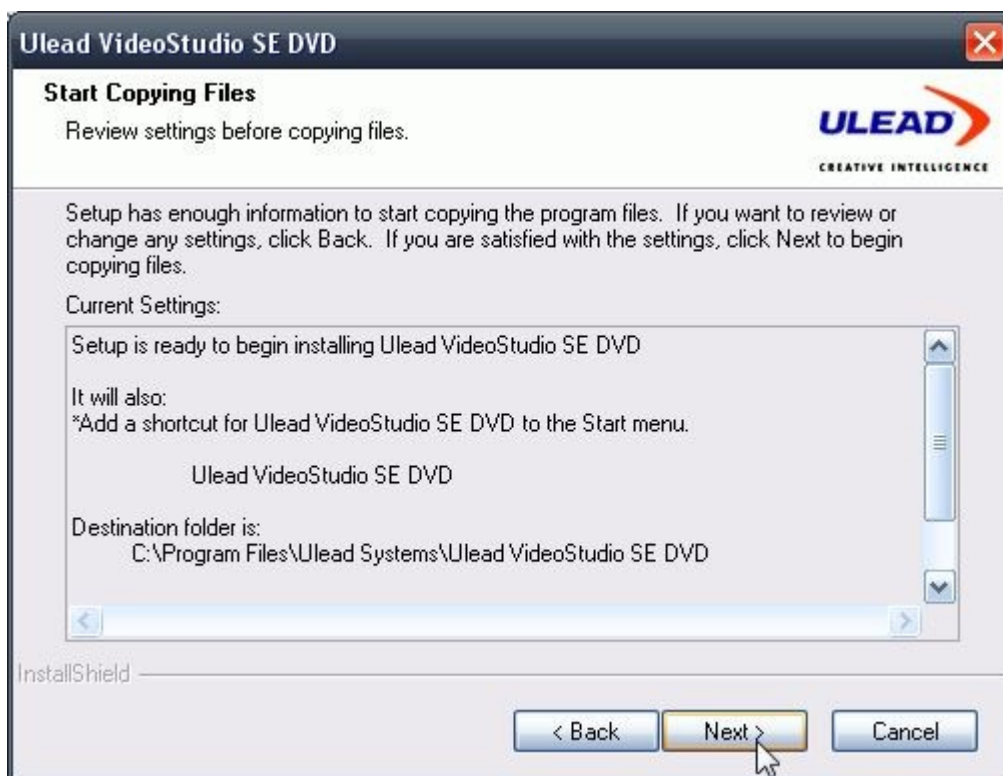 Ulead VideoStudio SE DVD
Start Copying Files
Review settings before copying files.
ULEAD
CREATIVE INTELLIGENCE
Setup has enough information to start copying the program files. If you want to review or
change any settings, click Back. If you are satisfied with the settings, click Next to begin
copying files.
Current Settings:
Setup is ready to begin installing Ulead VideoStudio SE DVD
It will also:
*Add a shortcut for Ulead VideoStudio SE DVD to the Start menu.
Ulead VideoStudio SE DVD
Destination folder is:
C:\Program Files\Ulead Systems\Ulead VideoStudio SE DVD
InstallShield
< Back
Next >
Cancel